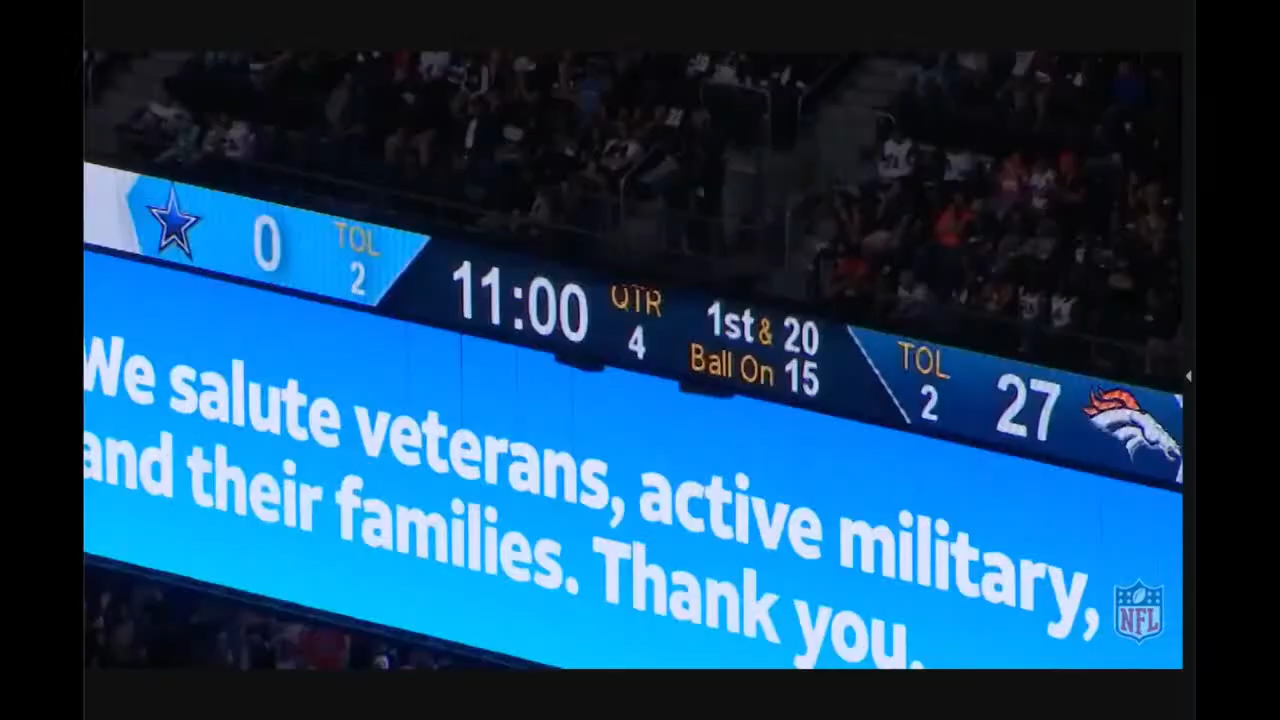 0 TOL 2
11:00 QTR 4
1st & 20
Ball On 15
TOL 2 27
We salute veterans, active military,
and their families. Thank you.
NFL